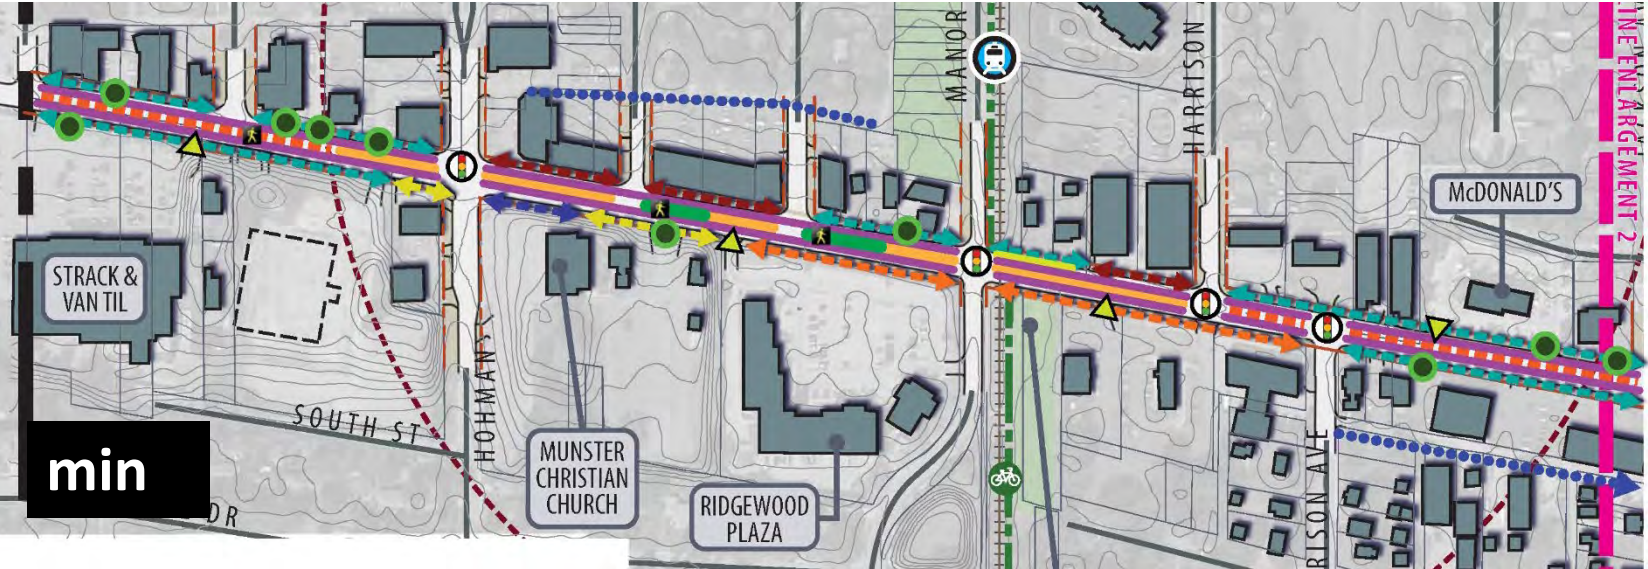 MANOR
HARRISON
LINE ENLARGEMENT 2
McDONALD'S
STRACK &
VAN TIL
HOHMAN
SOUTH ST
min
DR
MUNSTER
CHRISTIAN
CHURCH
RIDGEWOOD
PLAZA
RISON AVE